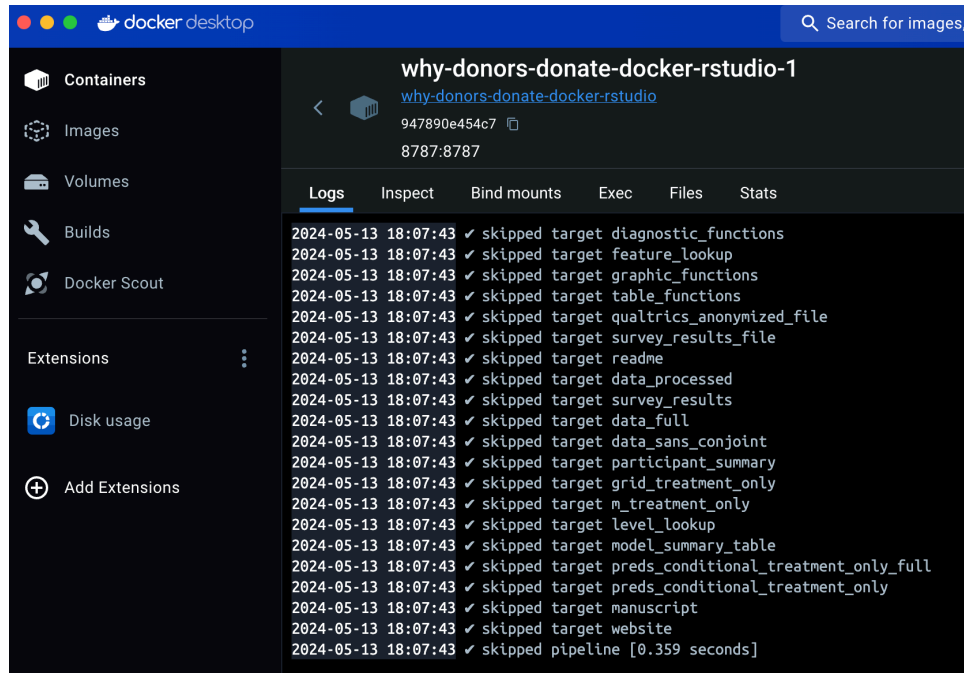 docker desktop
Search for images,
Containers
Images
Volumes
Builds
Docker Scout
Extensions
Disk usage
Add Extensions
why-donors-donate-docker-rstudio-1
why-donors-donate-docker-rstudio
947890e454c7
8787:8787
Logs Inspect Bind mounts Exec Files Stats
2024-05-13 18:07:43 ✔ skipped target diagnostic_functions
2024-05-13 18:07:43 ✔ skipped target feature_lookup
2024-05-13 18:07:43 ✔ skipped target graphic_functions
2024-05-13 18:07:43 ✔ skipped target table_functions
2024-05-13 18:07:43 ✔ skipped target qualtrics_anonymized_file
2024-05-13 18:07:43 ✔ skipped target survey_results_file
2024-05-13 18:07:43 ✔ skipped target readme
2024-05-13 18:07:43 ✔ skipped target data_processed
2024-05-13 18:07:43 ✔ skipped target survey_results
2024-05-13 18:07:43 ✔ skipped target data_full
2024-05-13 18:07:43 ✔ skipped target data_sans_conjoint
2024-05-13 18:07:43 ✔ skipped target participant_summary
2024-05-13 18:07:43 ✔ skipped target grid_treatment_only
2024-05-13 18:07:43 ✔ skipped target m_treatment_only
2024-05-13 18:07:43 ✔ skipped target level_lookup
2024-05-13 18:07:43 ✔ skipped target model_summary_table
2024-05-13 18:07:43 ✔ skipped target preds_conditional_treatment_only_full
2024-05-13 18:07:43 ✔ skipped target preds_conditional_treatment_only
2024-05-13 18:07:43 ✔ skipped target manuscript
2024-05-13 18:07:43 ✔ skipped target website
2024-05-13 18:07:43 ✔ skipped pipeline [0.359 seconds]